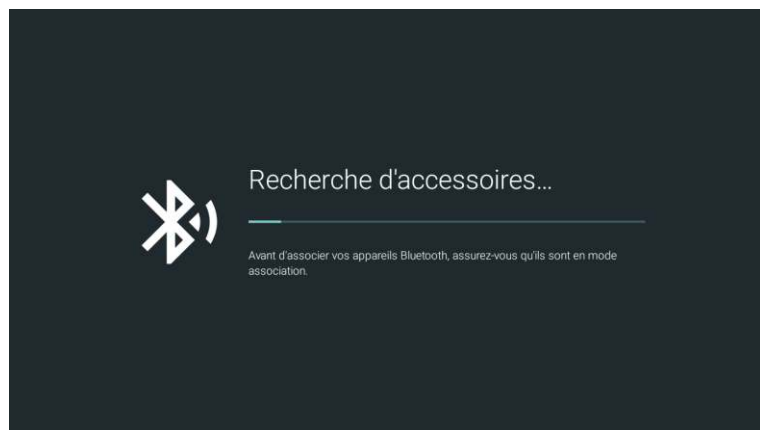 Recherche d'accessoires...
Avant d'associer vos appareils Bluetooth, assurez-vous qu'ils sont en mode
association.